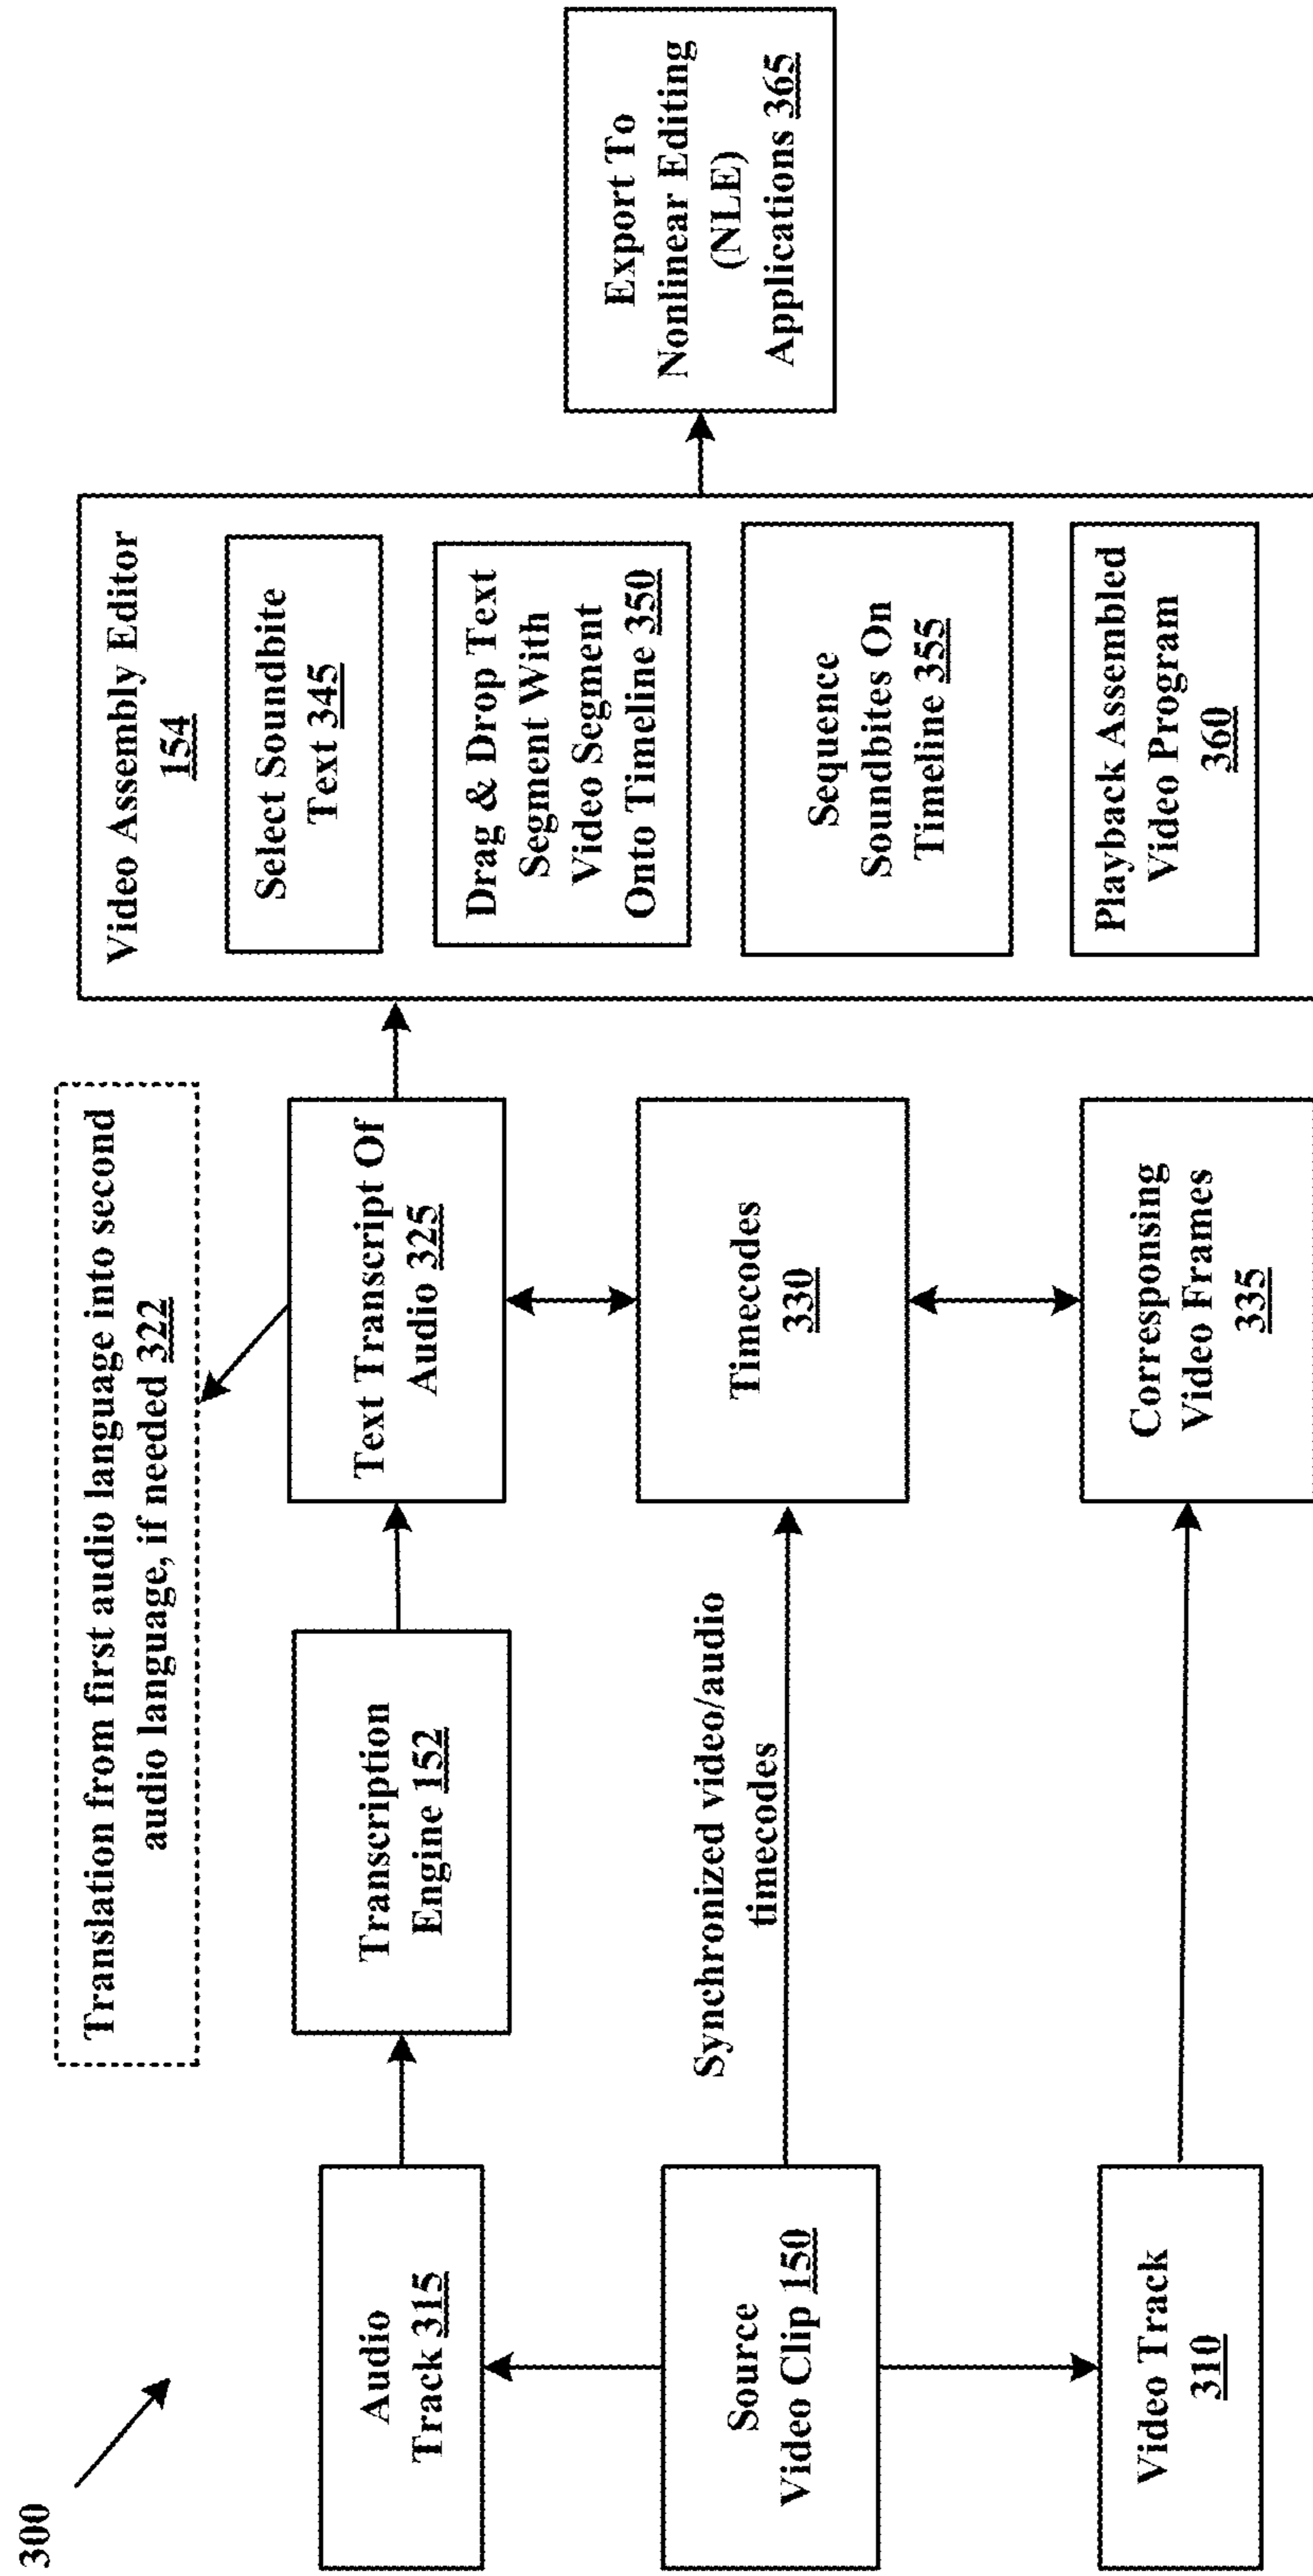 300
Translation from first audio language into second
audio language, if needed 322
Audio
Track 315
Transcription
Engine 152
Text Transcript Of
Audio 325
Source
Video Clip 150
Synchronized video/audio
timecodes
Timecodes
330
Video Track
310
Corresponsing
Video Frames
335
Video Assembly Editor
154
Select Soundbite
Text 345
Drag & Drop Text
Segment With
Video Segment
Onto Timeline 350
Sequence
Soundbites On
Timeline 355
Playback Assembled
Video Program
360
Export To
Nonlinear Editing
(NLE)
Applications 365